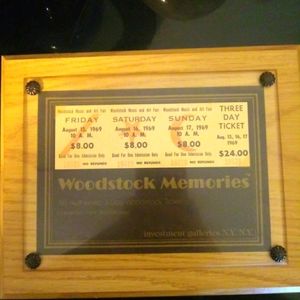 Woodstock Music and Art Fair
FRIDAY
August 15, 1969
10 A.M.
$8.00
Good For One Admission Only
NO REFUNDS
Woodstock Music and Art Fair
SATURDAY
August 16, 1969
10 A.M.
$8.00
Good For One Admission Only
NO REFUNDS
Woodstock Music and Art Fair
SUNDAY
August 17, 1969
10 A.M.
$8.00
Good For One Admission Only
NO REFUNDS
THREE
DAY
TICKET
Aug. 15, 16, 17
1969
$24.00
Woodstock Memories™
investment galleries N.Y. N.Y.